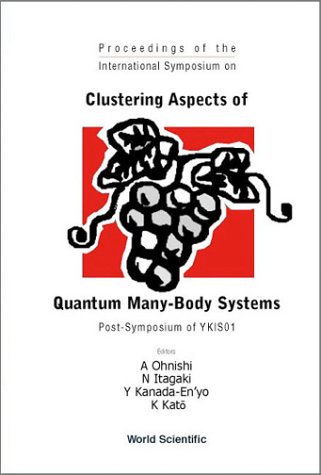 Proceedings of the
International Symposium on
Clustering Aspects of
Quantum Many-Body Systems
Post-Symposium of YKIS01
Editors
A Ohnishi
N Itagaki
Y Kanada-En'yo
K Katō
World Scientific